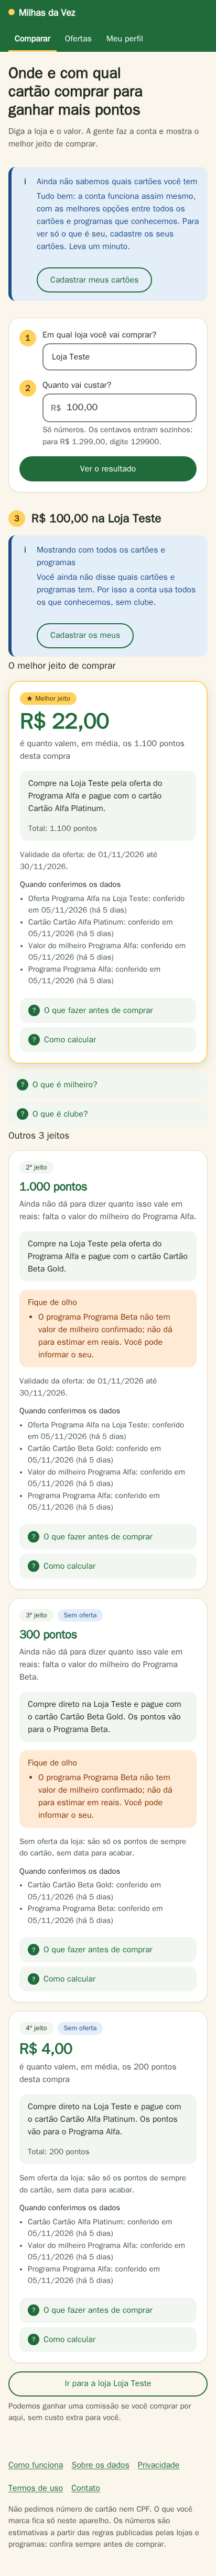 Milhas da Vez
Comparar Ofertas Meu perfil
Onde e com qual
cartão comprar para
ganhar mais pontos
Diga a loja e o valor. A gente faz a conta e mostra o
melhor jeito de comprar.
i Ainda não sabemos quais cartões você tem
Tudo bem: a conta funciona assim mesmo,
com as melhores opções entre todos os
cartões e programas que conhecemos. Para
ver só o que é seu, cadastre os seus
cartões. Leva um minuto.
Cadastrar meus cartões
1 Em qual loja você vai comprar?
Loja Teste
2 Quanto vai custar?
R$ 100,00
Só números. Os centavos entram sozinhos:
para R$ 1.299,00, digite 129900.
Ver o resultado
3 R$ 100,00 na Loja Teste
i Mostrando com todos os cartões e
programas
Você ainda não disse quais cartões e
programas tem. Por isso a conta usa todos
os que conhecemos, sem clube.
Cadastrar os meus
O melhor jeito de comprar
★ Melhor jeito
R$ 22,00
é quanto valem, em média, os 1.100 pontos
desta compra
Compre na Loja Teste pela oferta do
Programa Alfa e pague com o cartão
Cartão Alfa Platinum.
Total: 1.100 pontos
Validade da oferta: de 01/11/2026 até
30/11/2026.
Quando conferimos os dados
• Oferta Programa Alfa na Loja Teste: conferido
em 05/11/2026 (há 5 dias)
• Cartão Cartão Alfa Platinum: conferido em
05/11/2026 (há 5 dias)
• Valor do milheiro Programa Alfa: conferido em
05/11/2026 (há 5 dias)
• Programa Programa Alfa: conferido em
05/11/2026 (há 5 dias)
? O que fazer antes de comprar
? Como calcular
? O que é milheiro?
? O que é clube?
Outros 3 jeitos
2º jeito
1.000 pontos
Ainda não dá para dizer quanto isso vale em
reais: falta o valor do milheiro do Programa Alfa.
Compre na Loja Teste pela oferta do
Programa Alfa e pague com o cartão Cartão
Beta Gold.
Fique de olho
• O programa Programa Beta não tem
valor de milheiro confirmado; não dá
para estimar em reais. Você pode
informar o seu.
Validade da oferta: de 01/11/2026 até
30/11/2026.
Quando conferimos os dados
• Oferta Programa Alfa na Loja Teste: conferido
em 05/11/2026 (há 5 dias)
• Cartão Cartão Beta Gold: conferido em
05/11/2026 (há 5 dias)
• Valor do milheiro Programa Alfa: conferido em
05/11/2026 (há 5 dias)
• Programa Programa Alfa: conferido em
05/11/2026 (há 5 dias)
? O que fazer antes de comprar
? Como calcular
3º jeito Sem oferta
300 pontos
Ainda não dá para dizer quanto isso vale em
reais: falta o valor do milheiro do Programa
Beta.
Compre direto na Loja Teste e pague com
o cartão Cartão Beta Gold. Os pontos vão
para o Programa Beta.
Fique de olho
• O programa Programa Beta não tem
valor de milheiro confirmado; não dá
para estimar em reais. Você pode
informar o seu.
Sem oferta da loja: são só os pontos de sempre
do cartão, sem data para acabar.
Quando conferimos os dados
• Cartão Cartão Beta Gold: conferido em
05/11/2026 (há 5 dias)
• Programa Programa Beta: conferido em
05/11/2026 (há 5 dias)
? O que fazer antes de comprar
? Como calcular
4º jeito Sem oferta
R$ 4,00
é quanto valem, em média, os 200 pontos
desta compra
Compre direto na Loja Teste e pague com
o cartão Cartão Alfa Platinum. Os pontos
vão para o Programa Alfa.
Total: 200 pontos
Sem oferta da loja: são só os pontos de sempre
do cartão, sem data para acabar.
Quando conferimos os dados
• Cartão Cartão Alfa Platinum: conferido em
05/11/2026 (há 5 dias)
• Valor do milheiro Programa Alfa: conferido em
05/11/2026 (há 5 dias)
• Programa Programa Alfa: conferido em
05/11/2026 (há 5 dias)
? O que fazer antes de comprar
? Como calcular
Ir para a loja Loja Teste
Podemos ganhar uma comissão se você comprar por
aqui, sem custo extra para você.
Como funciona Sobre os dados Privacidade
Termos de uso Contato
Não pedimos número de cartão nem CPF. O que você
marca fica só neste aparelho. Os números são
estimativas a partir das regras publicadas pelas lojas e
programas: confira sempre antes de comprar.